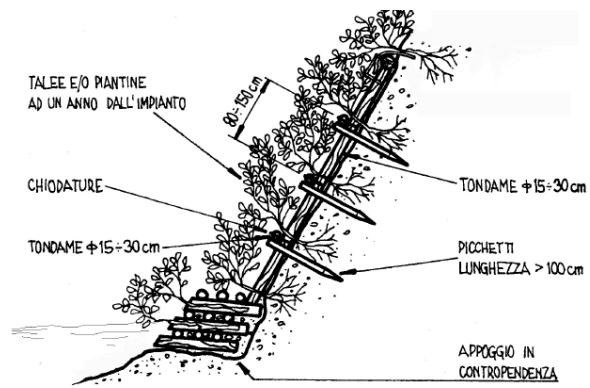 TALEE E/O PIANTINE
AD UN ANNO DALL'IMPIANTO
80÷150 cm
CHIODATURE
TONDAME ϕ15÷30 cm
TONDAME ϕ15÷30 cm
PICCHETTI
LUNGHEZZA > 100 cm
APPOGGIO IN
CONTROPENDENZA